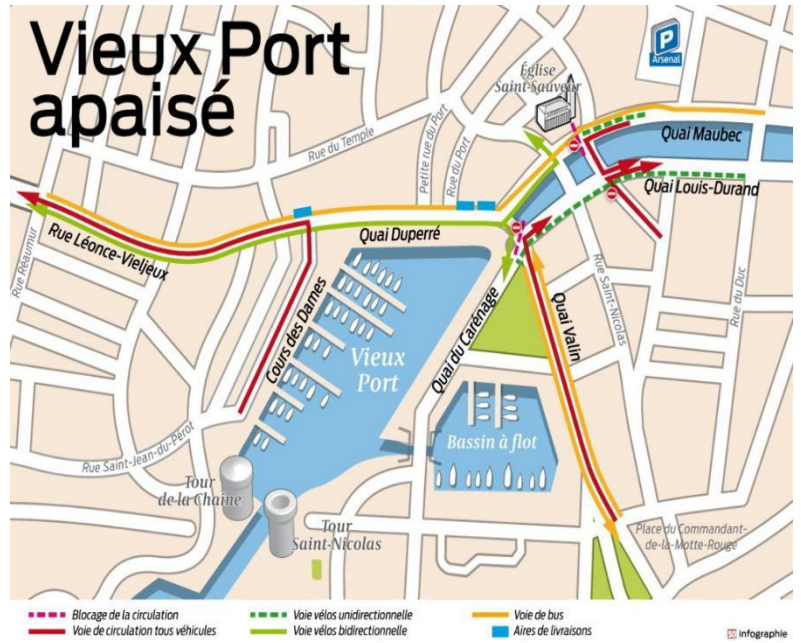 Vieux Port
apaisé
P
Arsenal
Église
Saint-Sauveur
Rue du Temple
Petite rue du Port
Rue du Port
Quai Maubec
Quai Louis-Durand
Rue Réaumur
Rue Léonce-Vieljeux
Quai Duperré
Cours des Dames
Vieux
Port
Quai du Carénage
Quai Valin
Rue Saint-Nicolas
Rue du Duc
Bassin à flot
Rue Saint-Jean-du-Pérot
Tour
de la Chaîne
Tour
Saint-Nicolas
Place du Commandant-
de-la-Motte-Rouge
Blocage de la circulation
Voie vélos unidirectionnelle
Voie de bus
Voie de circulation tous véhicules
Voie vélos bidirectionnelle
Aires de livraisons
infographie